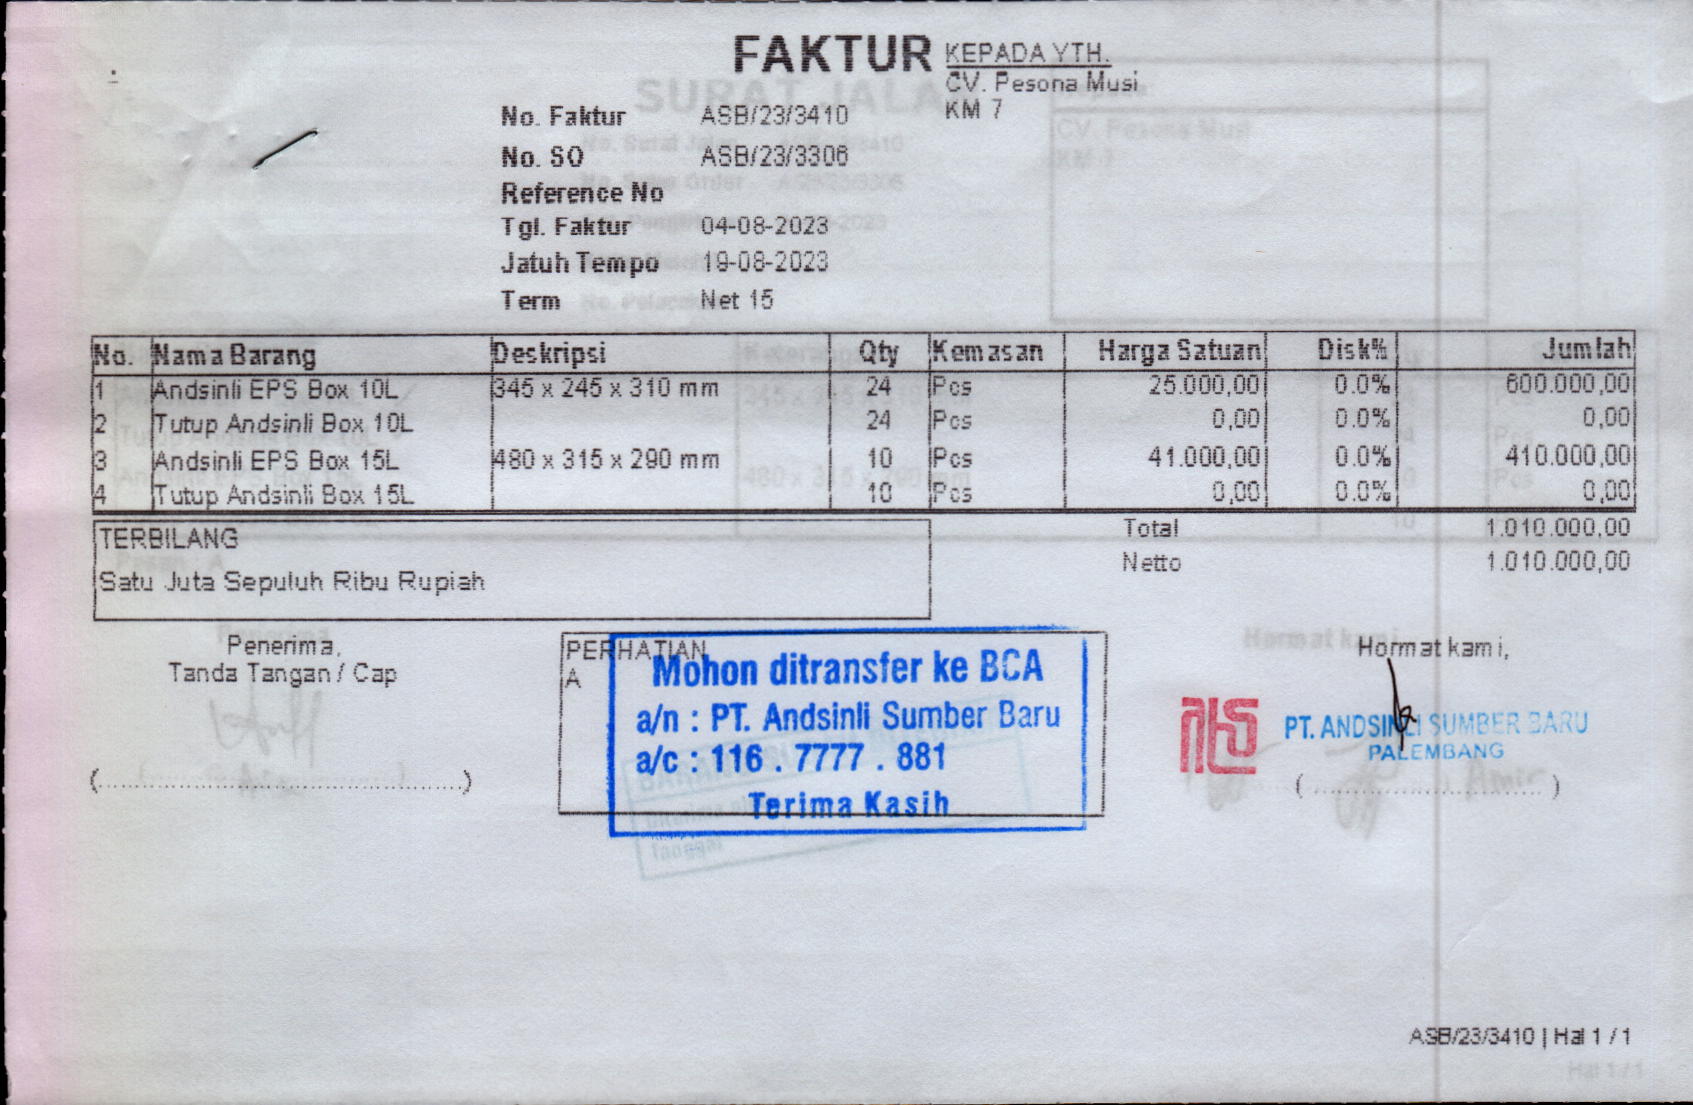 FAKTUR
KEPADA YTH.
CV. Pesona Musi
KM 7
No. Faktur ASB/23/3410
No. SO ASB/23/3306
Reference No
Tgl. Faktur 04-08-2023
Jatuh Tempo 19-08-2023
Term Net 15
No. Nama Barang Deskripsi Qty Kemasan Harga Satuan Disk% Jumlah
1 Andsinli EPS Box 10L 345 x 245 x 310 mm 24 Pcs 25.000,00 0.0% 600.000,00
2 Tutup Andsinli Box 10L 24 Pcs 0,00 0.0% 0,00
3 Andsinli EPS Box 15L 480 x 315 x 290 mm 10 Pcs 41.000,00 0.0% 410.000,00
4 Tutup Andsinli Box 15L 10 Pcs 0,00 0.0% 0,00
Total 1.010.000,00
Netto 1.010.000,00
TERBILANG
Satu Juta Sepuluh Ribu Rupiah
Penerima,
Tanda Tangan / Cap
(....................................)
PERHATIAN
A
Mohon ditransfer ke BCA
a/n : PT. Andsinli Sumber Baru
a/c : 116 . 7777 . 881
Terima Kasih
Hormat kami,
PT. ANDSINLI SUMBER BARU
PALEMBANG
(....................................)
ASB/23/3410 | Hal 1 / 1